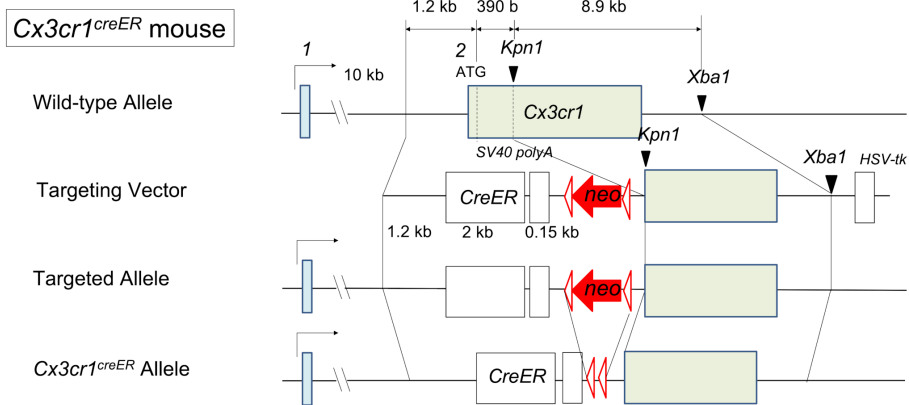 1.2 kb 390 b 8.9 kb
Cx3cr1creER mouse
1 2 Kpn1
10 kb ATG Xba1
Wild-type Allele Cx3cr1
Kpn1
SV40 polyA Xba1 HSV-tk
Targeting Vector CreER neo
1.2 kb 2 kb 0.15 kb
Targeted Allele neo
Cx3cr1creER Allele CreER